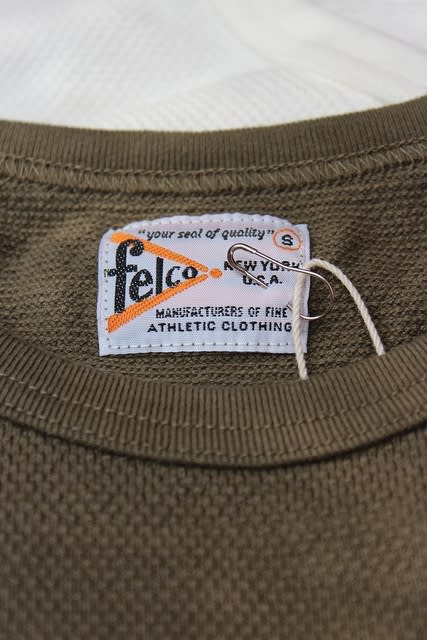 "your seal of quality" S
felco
NEW YORK
U.S.A.
MANUFACTURERS OF FINE
ATHLETIC CLOTHING